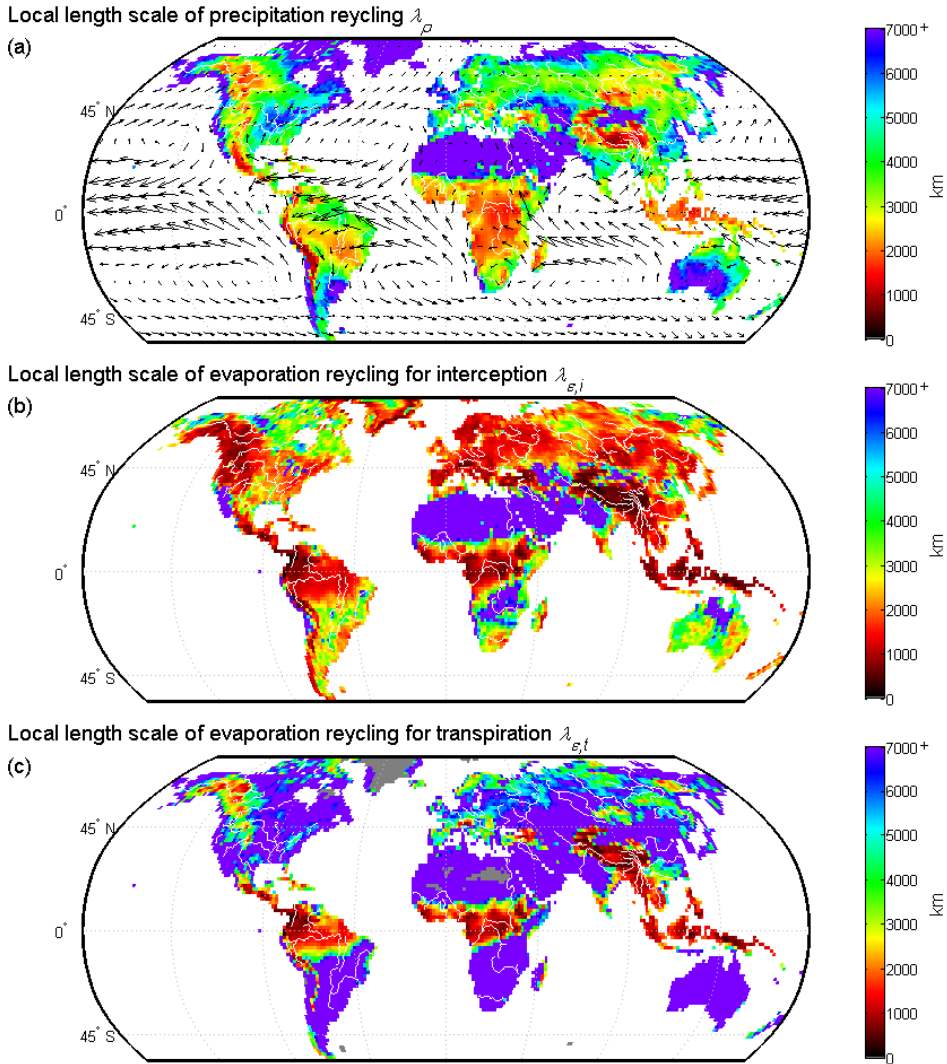 Local length scale of precipitation reycling λρ
(a)
45° N
0°
45° S
7000 +
6000
5000
4000
3000
2000
1000
0
km
Local length scale of evaporation reycling for interception λε,i
(b)
45° N
0°
45° S
7000 +
6000
5000
4000
3000
2000
1000
0
km
Local length scale of evaporation reycling for transpiration λε,t
(c)
45° N
0°
45° S
7000 +
6000
5000
4000
3000
2000
1000
0
km